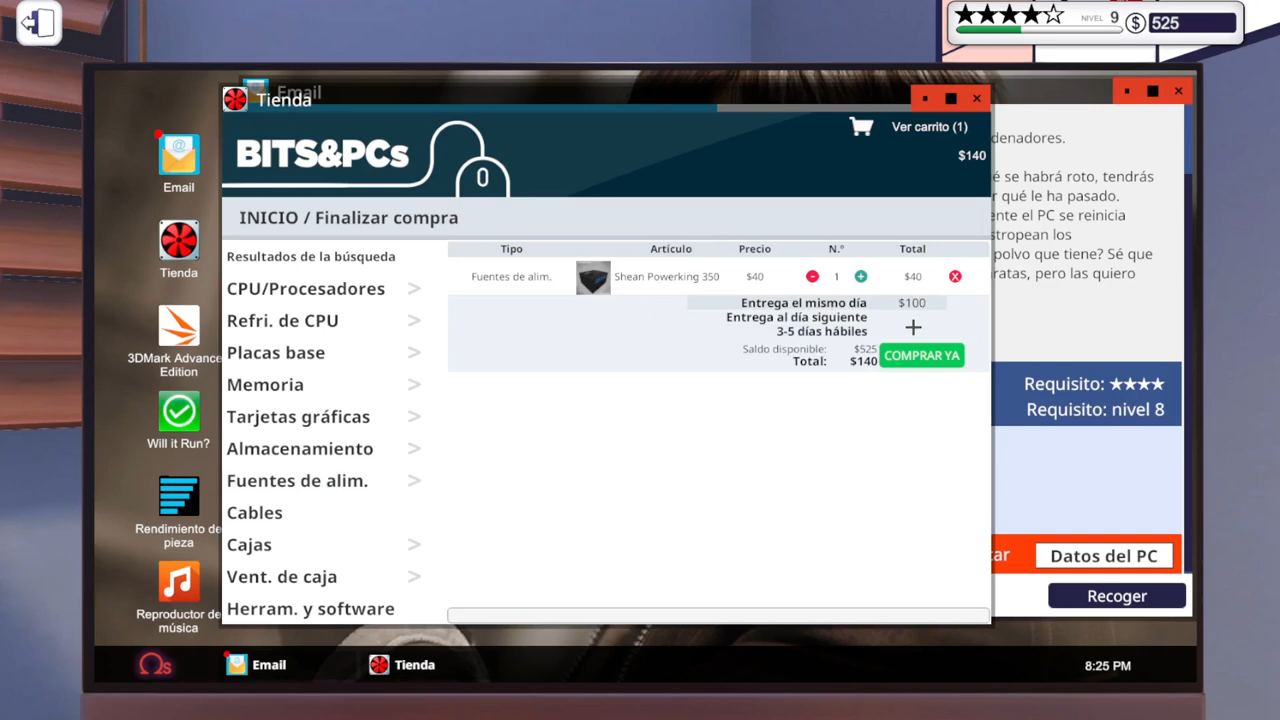 NIVEL 9
$ 525
Email
Tienda
BITS&PCs
Ver carrito (1)
$140
INICIO / Finalizar compra
Resultados de la búsqueda
CPU/Procesadores >
Refri. de CPU >
Placas base >
Memoria >
Tarjetas gráficas >
Almacenamiento >
Fuentes de alim. >
Cables
Cajas >
Vent. de caja >
Herram. y software
Tipo Artículo Precio N.º Total
Fuentes de alim. Shean Powerking 350 $40 1 $40
Entrega el mismo día $100
Entrega al día siguiente
3-5 días hábiles
Saldo disponible: $525
Total: $140
COMPRAR YA
denadores.
é se habrá roto, tendrás
r qué le ha pasado.
ente el PC se reinicia
stropean los
polvo que tiene? Sé que
aratas, pero las quiero
Requisito: ★★★★
Requisito: nivel 8
ar
Datos del PC
Recoger
Email
Tienda
3DMark Advance
Edition
Will it Run?
Rendimiento de
pieza
Reproductor de
música
Ωs
Email
Tienda
8:25 PM